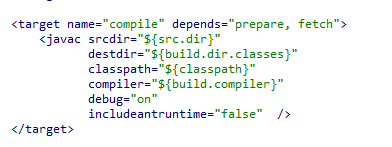 <target name="compile" depends="prepare, fetch">
<javac srcdir="${src.dir}"
destdir="${build.dir.classes}"
classpath="${classpath}"
compiler="${build.compiler}"
debug="on"
includeantruntime="false"  />
</target>